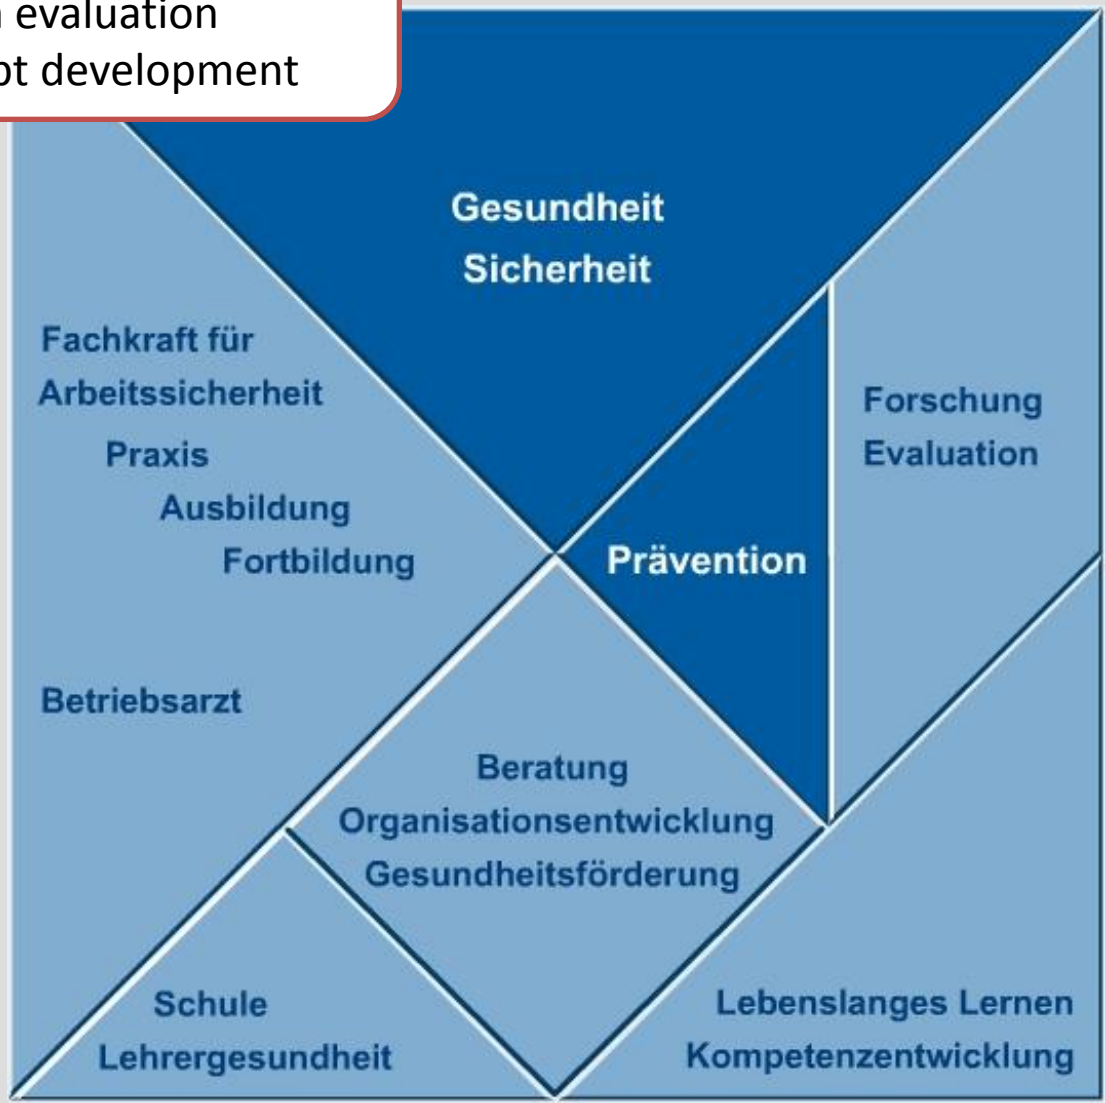 evaluation
development
Gesundheit
Sicherheit
Fachkraft für
Arbeitssicherheit
Praxis
Ausbildung
Fortbildung
Betriebsarzt
Forschung
Evaluation
Prävention
Beratung
Organisationsentwicklung
Gesundheitsförderung
Schule
Lehrergesundheit
Lebenslanges Lernen
Kompetenzentwicklung